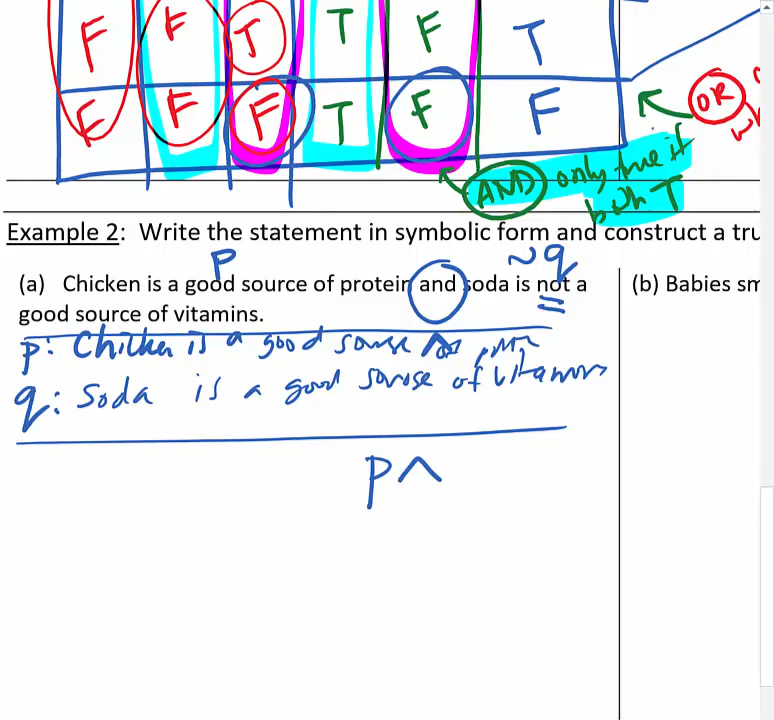 F F T T F T
F F F T F F
OR
AND only true if
both T
Example 2: Write the statement in symbolic form and construct a tru
P ~q
(a) Chicken is a good source of protein and soda is not a
(b) Babies sm
good source of vitamins.
p: Chicken is a good sourse
q: Soda is a good sorose of vitamins
p ∧